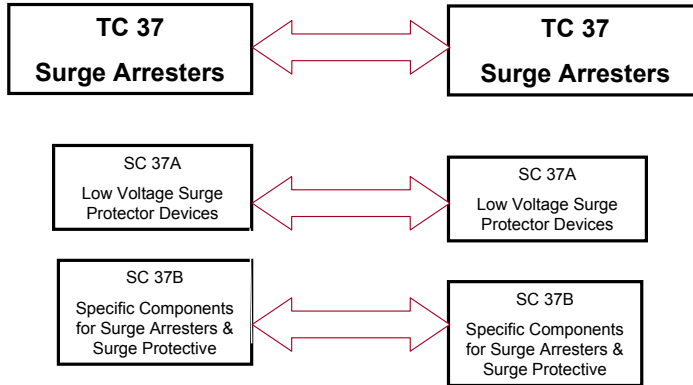 TC 37
Surge Arresters
TC 37
Surge Arresters
SC 37A
Low Voltage Surge
Protector Devices
SC 37A
Low Voltage Surge
Protector Devices
SC 37B
Specific Components
for Surge Arresters &
Surge Protective
SC 37B
Specific Components
for Surge Arresters &
Surge Protective